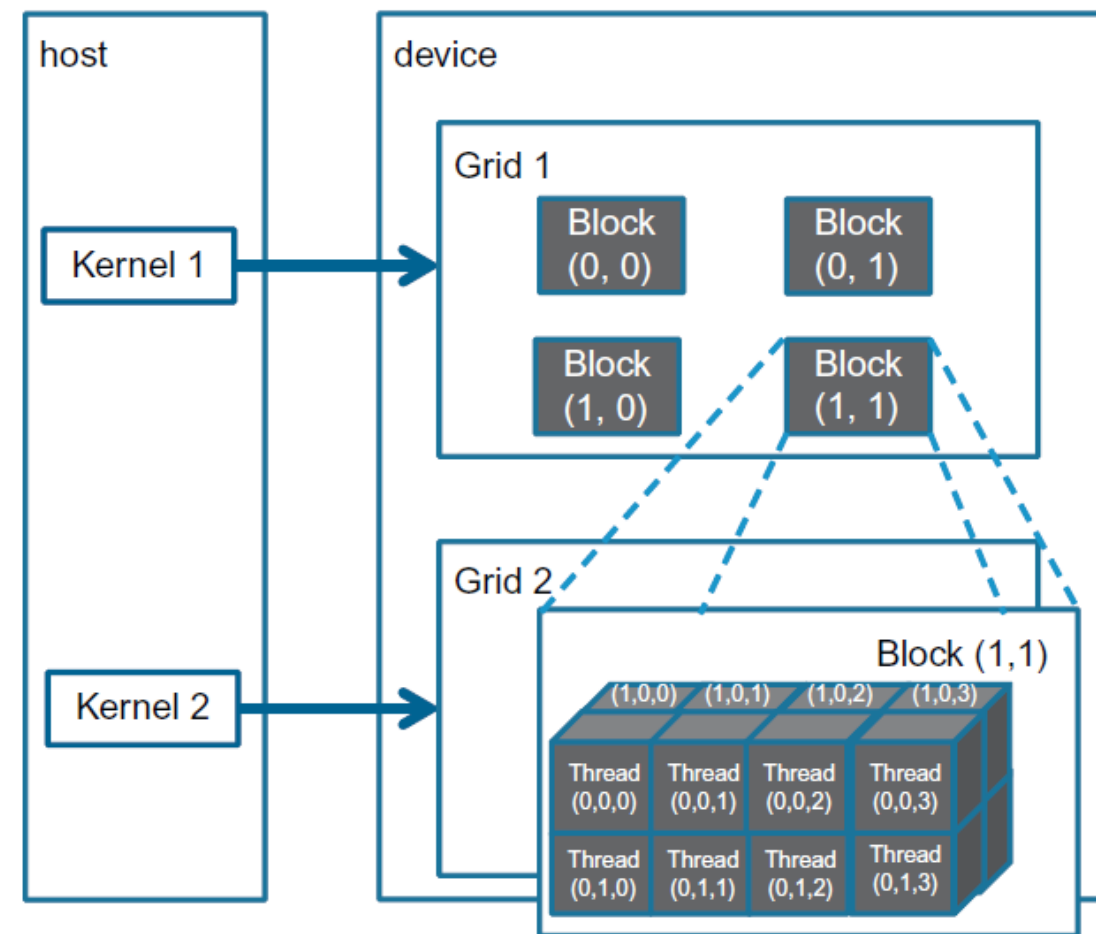 host
device
Grid 1
Block
(0, 0)
Block
(0, 1)
Kernel 1
Block
(1, 0)
Block
(1, 1)
Grid 2
Block (1,1)
Kernel 2
(1,0,0)
(1,0,1)
(1,0,2)
(1,0,3)
Thread
(0,0,0)
Thread
(0,0,1)
Thread
(0,0,2)
Thread
(0,0,3)
Thread
(0,1,0)
Thread
(0,1,1)
Thread
(0,1,2)
Thread
(0,1,3)